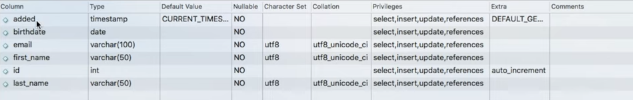 Column Type Default Value Nullable Character Set Collation Privileges Extra Comments
added timestamp CURRENT_TIMES... NO select,insert,update,references DEFAULT_GE...
birthdate date NO select,insert,update,references
email varchar(100) NO utf8 utf8_unicode_ci select,insert,update,references
first_name varchar(50) NO utf8 utf8_unicode_ci select,insert,update,references
id int NO select,insert,update,references auto_increment
last_name varchar(50) NO utf8 utf8_unicode_ci select,insert,update,references